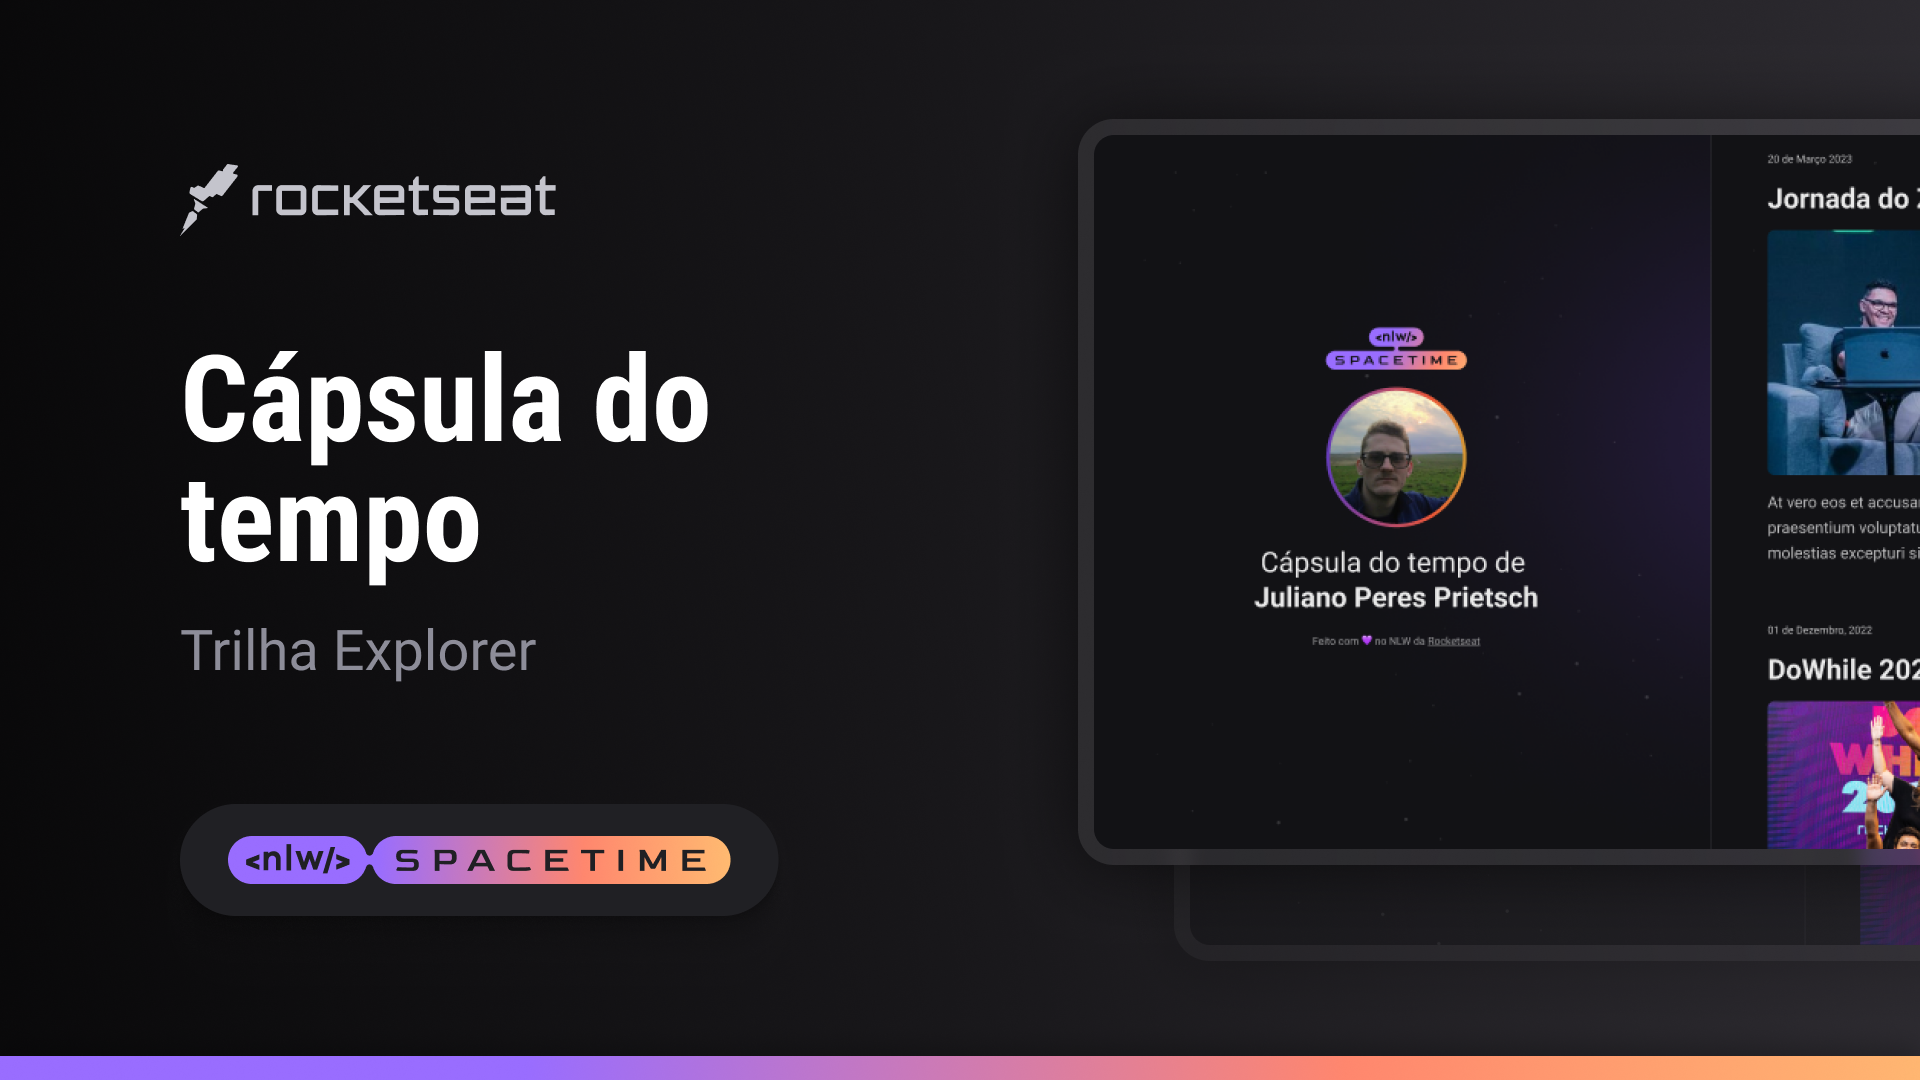 rocketseat
Cápsula do
tempo
Trilha Explorer
<nlw/> SPACETIME
<nlw/>
SPACETIME
Cápsula do tempo de
Juliano Peres Prietsch
Feito com 💜 no NLW da Rocketseat
20 de Março 2023
Jornada do
At vero eos et accusa
praesentium voluptatu
molestias excepturi si
01 de Dezembro, 2022
DoWhile 202